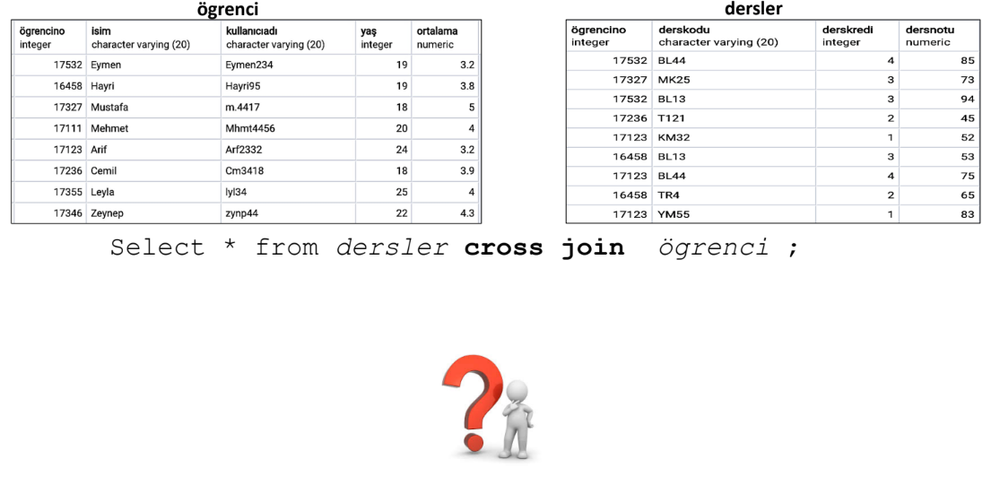 ögrenci
ögrencino isim kullanıcıadı yaş ortalama
integer character varying (20) character varying (20) integer numeric
17532 Eymen Eymen234 19 3.2
16458 Hayri Hayri95 19 3.8
17327 Mustafa m.4417 18 5
17111 Mehmet Mhmt4456 20 4
17123 Arif Arf2332 24 3.2
17236 Cemil Cm3418 18 3.9
17355 Leyla lyl34 25 4
17346 Zeynep zynp44 22 4.3
dersler
ögrencino derskodu derskredi dersnotu
integer character varying (20) integer numeric
17532 BL44 4 85
17327 MK25 3 73
17532 BL13 3 94
17236 T121 2 45
17123 KM32 1 52
16458 BL13 3 53
17123 BL44 4 75
16458 TR4 2 65
17123 YM55 1 83
Select * from dersler cross join ögrenci ;
?